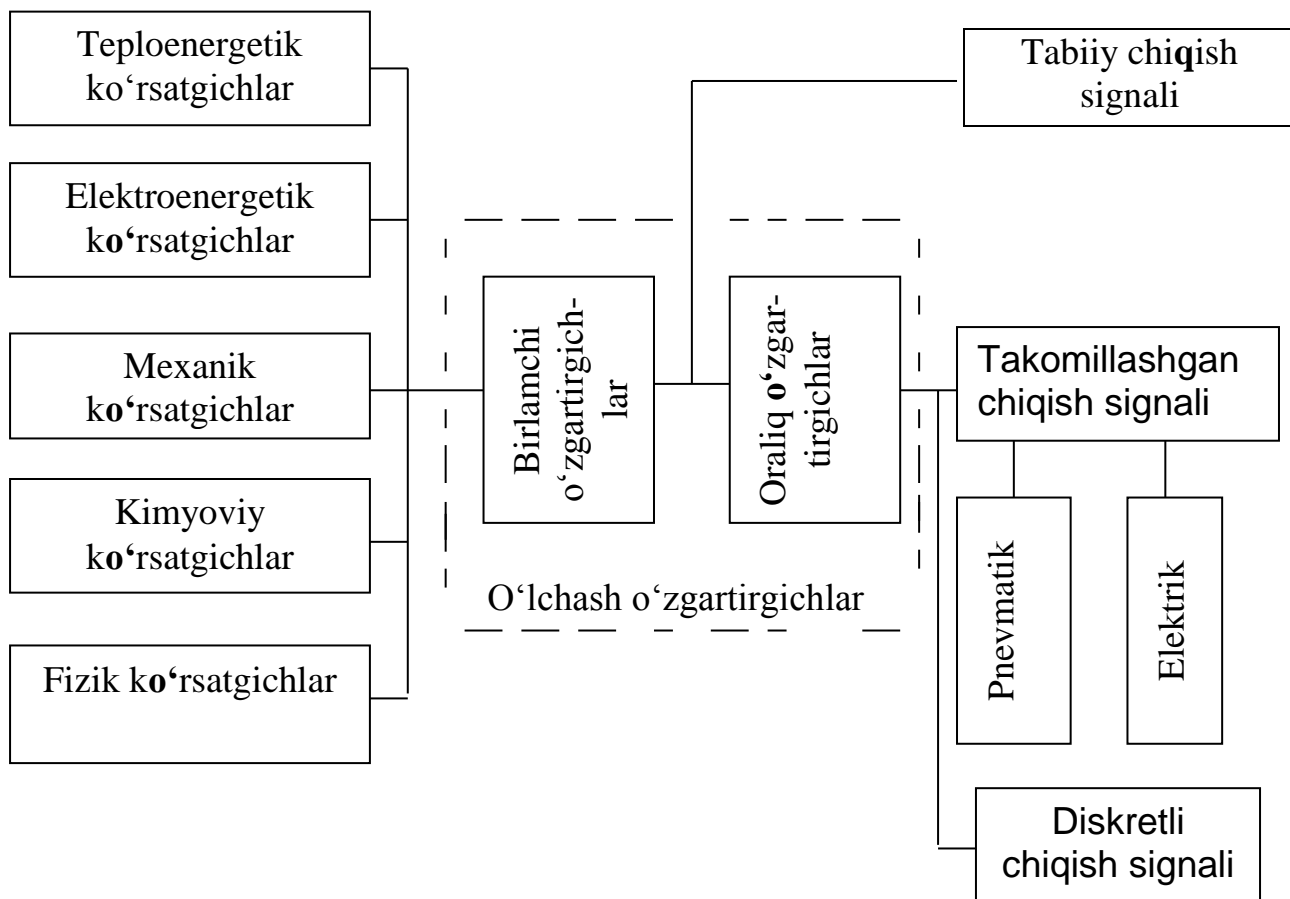 Teploenergetik
ko‘rsatgichlar
Elektroenergetik
ko‘rsatgichlar
Mexanik
ko‘rsatgichlar
Kimyoviy
ko‘rsatgichlar
Fizik ko‘rsatgichlar
Birlamchi
o‘zgartirgich-
lar
Oraliq o‘zgar-
tirgichlar
O‘lchash o‘zgartirgichlar
Tabiiy chiqish
signali
Takomillashgan
chiqish signali
Pnevmatik
Elektrik
Diskretli
chiqish signali